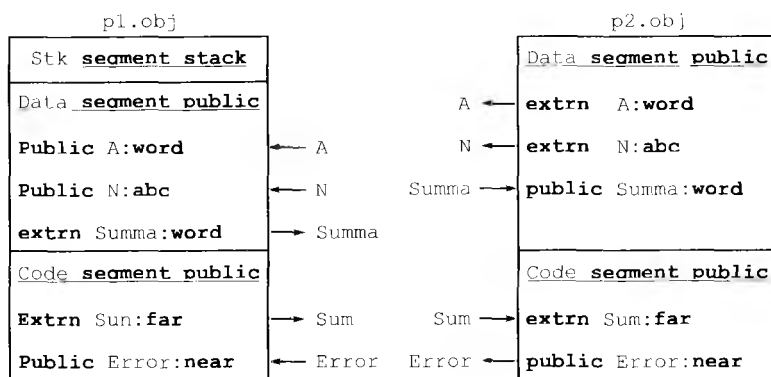 p1.obj
Stk segment stack
Data segment public
Public A:word
A
Public N:abc
N
extrn Summa:word
Summa
Code segment public
Extrn Sun:far
Sum
Public Error:near
Error
p2.obj
Data segment public
A
extrn A:word
N
extrn N:abc
Summa
public Summa:word
Code segment public
Sum
extrn Sum:far
Error
public Error:near